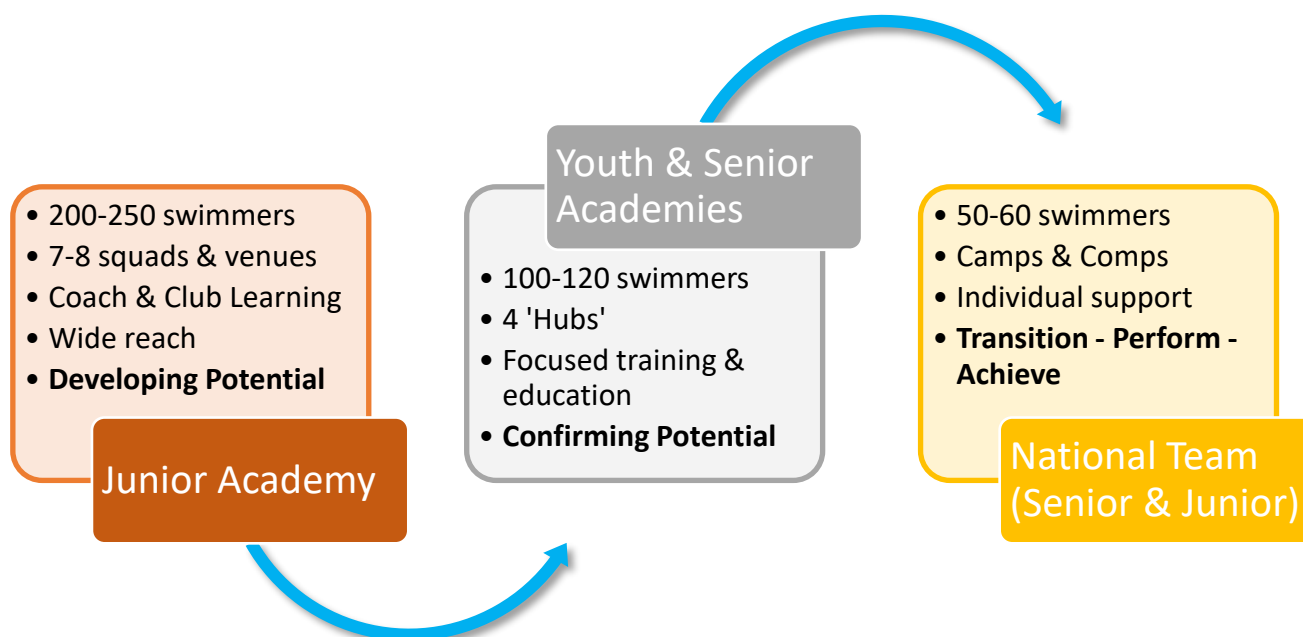 • 200-250 swimmers
• 7-8 squads & venues
• Coach & Club Learning
• Wide reach
• Developing Potential
Junior Academy
Youth & Senior
Academies
• 100-120 swimmers
• 4 'Hubs'
• Focused training &
education
• Confirming Potential
• 50-60 swimmers
• Camps & Comps
• Individual support
• Transition - Perform -
Achieve
National Team
(Senior & Junior)